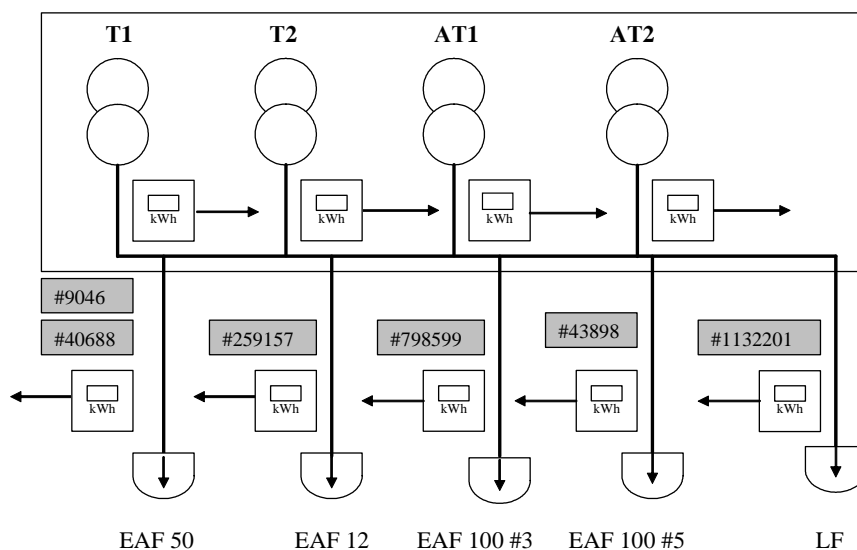 T1 T2 AT1 AT2
kWh kWh kWh kWh
#9046
#40688 #259157 #798599 #43898 #1132201
kWh kWh kWh kWh kWh
EAF 50 EAF 12 EAF 100 #3 EAF 100 #5 LF